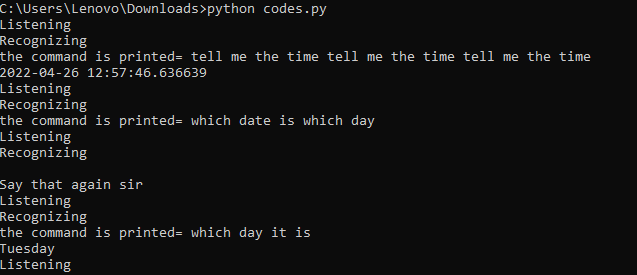 C:\Users\Lenovo\Downloads>python codes.py
Listening
Recognizing
the command is printed= tell me the time tell me the time tell me the time
2022-04-26 12:57:46.636639
Listening
Recognizing
the command is printed= which date is which day
Listening
Recognizing
Say that again sir
Listening
Recognizing
the command is printed= which day it is
Tuesday
Listening